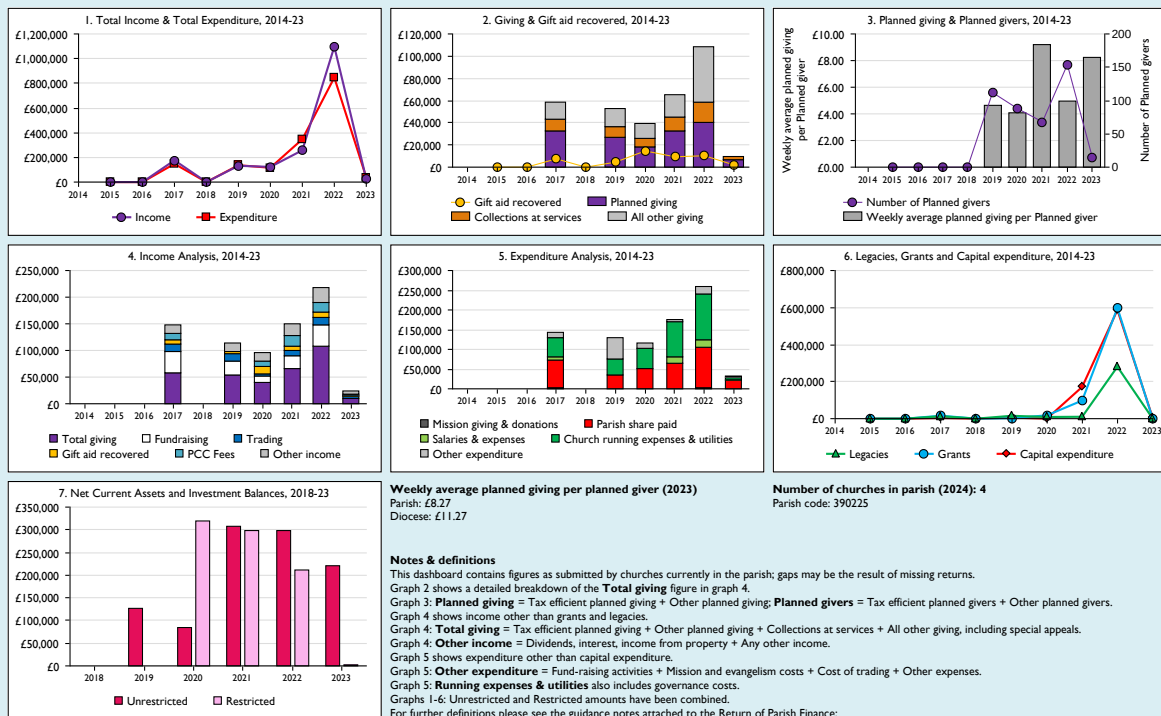 1. Total Income & Total Expenditure, 2014-23
£1,200,000
£1,000,000
£800,000
£600,000
£400,000
£200,000
£0
2014 2015 2016 2017 2018 2019 2020 2021 2022 2023
Income Expenditure
2. Giving & Gift aid recovered, 2014-23
£120,000
£100,000
£80,000
£60,000
£40,000
£20,000
£0
2014 2015 2016 2017 2018 2019 2020 2021 2022 2023
Gift aid recovered Planned giving
Collections at services All other giving
3. Planned giving & Planned givers, 2014-23
Weekly average planned giving
per Planned giver
£10.00
£8.00
£6.00
£4.00
£2.00
£0.00
200
150
100
50
0
Number of Planned givers
2014 2015 2016 2017 2018 2019 2020 2021 2022 2023
Number of Planned givers
Weekly average planned giving per Planned giver
4. Income Analysis, 2014-23
£250,000
£200,000
£150,000
£100,000
£50,000
£0
2014 2015 2016 2017 2018 2019 2020 2021 2022 2023
Total giving Fundraising Trading
Gift aid recovered PCC Fees Other income
5. Expenditure Analysis, 2014-23
£300,000
£250,000
£200,000
£150,000
£100,000
£50,000
£0
2014 2015 2016 2017 2018 2019 2020 2021 2022 2023
Mission giving & donations Parish share paid
Salaries & expenses Church running expenses & utilities
Other expenditure
6. Legacies, Grants and Capital expenditure, 2014-23
£800,000
£600,000
£400,000
£200,000
£0
2014 2015 2016 2017 2018 2019 2020 2021 2022 2023
Legacies Grants Capital expenditure
7. Net Current Assets and Investment Balances, 2018-23
£350,000
£300,000
£250,000
£200,000
£150,000
£100,000
£50,000
£0
2018 2019 2020 2021 2022 2023
Unrestricted Restricted
Weekly average planned giving per planned giver (2023)
Parish: £8.27
Diocese: £11.27
Number of churches in parish (2024): 4
Parish code: 390225
Notes & definitions
This dashboard contains figures as submitted by churches currently in the parish; gaps may be the result of missing returns.
Graph 2 shows a detailed breakdown of the Total giving figure in graph 4.
Graph 3: Planned giving = Tax efficient planned giving + Other planned giving; Planned givers = Tax efficient planned givers + Other planned givers.
Graph 4 shows income other than grants and legacies.
Graph 4: Total giving = Tax efficient planned giving + Other planned giving + Collections at services + All other giving, including special appeals.
Graph 4: Other income = Dividends, interest, income from property + Any other income.
Graph 5 shows expenditure other than capital expenditure.
Graph 5: Other expenditure = Fund-raising activities + Mission and evangelism costs + Cost of trading + Other expenses.
Graph 5: Running expenses & utilities also includes governance costs.
Graphs 1-6: Unrestricted and Restricted amounts have been combined.
For further definitions please see the guidance notes attached to the Return of Parish Finance: